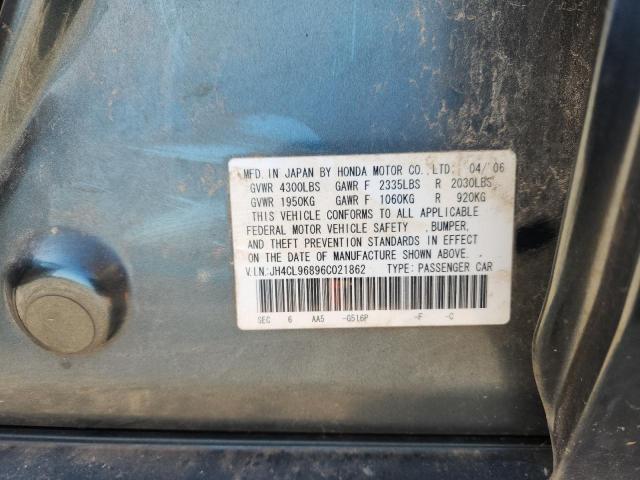 MFD. IN JAPAN BY HONDA MOTOR CO., LTD. 04/ 06
GVWR 4300LBS GAWR F 2335LBS R 2030LBS
GVWR 1950KG GAWR F 1060KG R 920KG
THIS VEHICLE CONFORMS TO ALL APPLICABLE
FEDERAL MOTOR VEHICLE SAFETY , BUMPER,
AND THEFT PREVENTION STANDARDS IN EFFECT
ON THE DATE OF MANUFACTURE SHOWN ABOVE.
V.I.N:JH4CL96896C021862 TYPE: PASSENGER CAR
SEC 6 AA5 -G516P -F -C